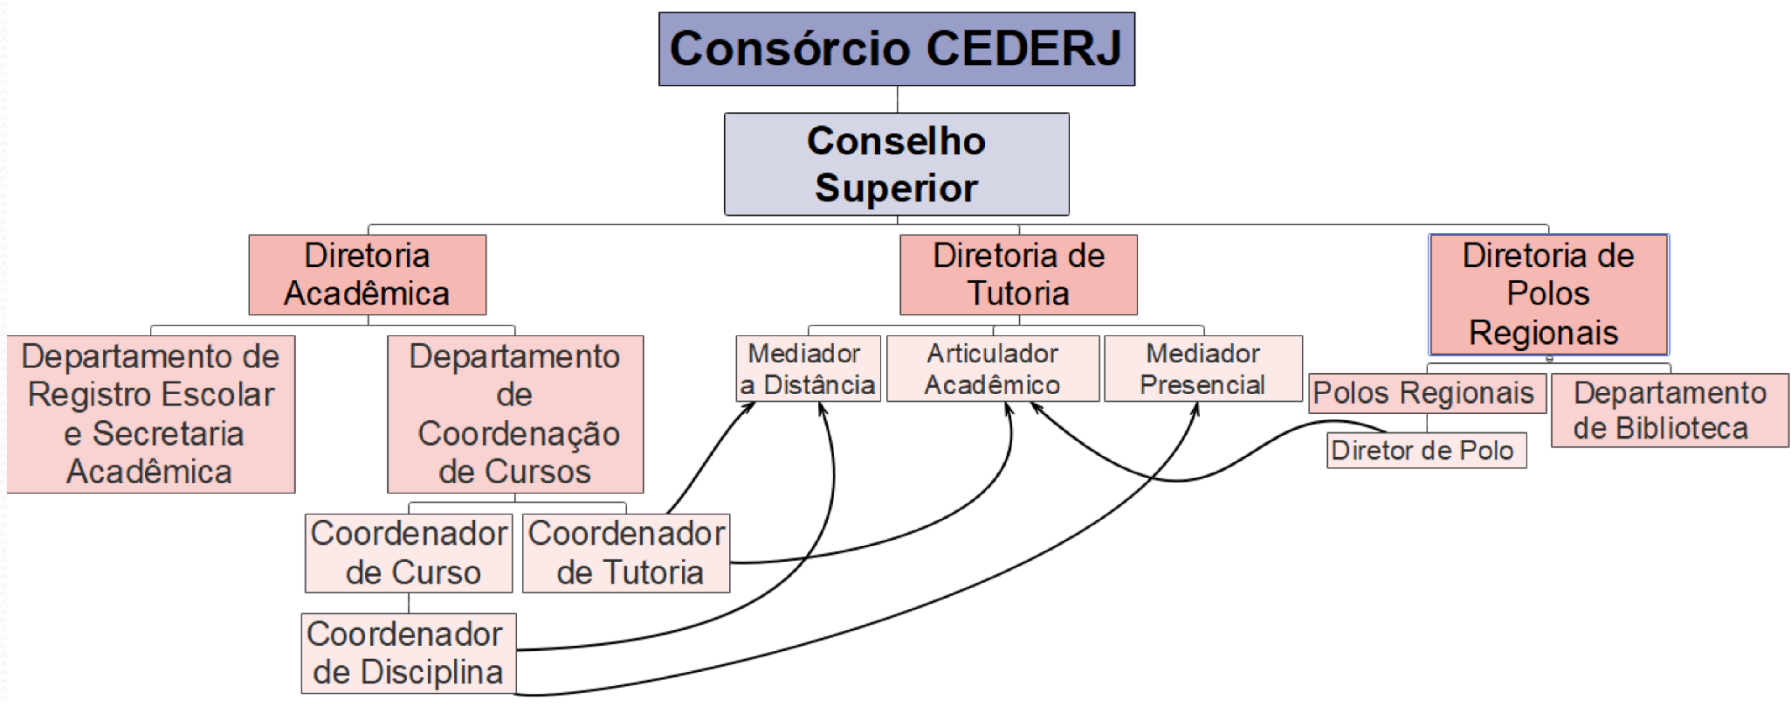 Consórcio CEDERJ
Conselho
Superior
Diretoria
Acadêmica
Diretoria de
Tutoria
Diretoria de
Polos
Regionais
Departamento de
Registro Escolar
e Secretaria
Acadêmica
Departamento
de
Coordenação
de Cursos
Mediador
a Distância
Articulador
Acadêmico
Mediador
Presencial
Polos Regionais
Departamento
de Biblioteca
Diretor de Polo
Coordenador
de Curso
Coordenador
de Tutoria
Coordenador
de Disciplina